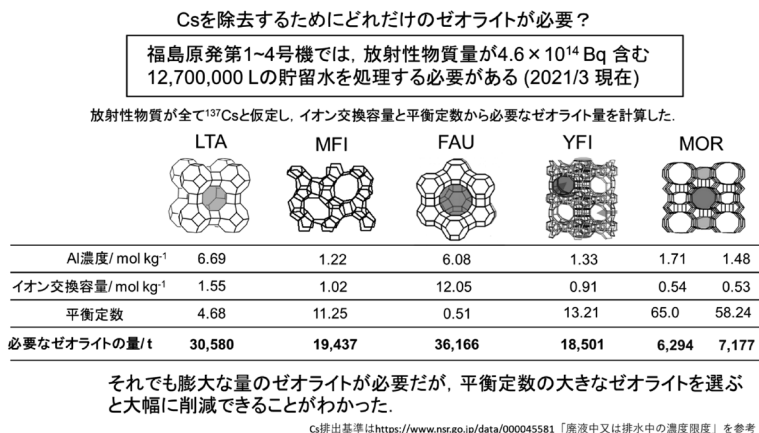 Csを除去するためにどれだけのゼオライトが必要？
福島原発第1~4号機では，放射性物質量が4.6×10¹⁴ Bq 含む
12,700,000 Lの貯留水を処理する必要がある (2021/3 現在)
放射性物質が全て¹³⁷Csと仮定し，イオン交換容量と平衡定数から必要なゼオライト量を計算した.
LTA MFI FAU YFI MOR
Al濃度/ mol kg⁻¹ 6.69 1.22 6.08 1.33 1.71 1.48
イオン交換容量/ mol kg⁻¹ 1.55 1.02 12.05 0.91 0.54 0.53
平衡定数 4.68 11.25 0.51 13.21 65.0 58.24
必要なゼオライトの量/ t 30,580 19,437 36,166 18,501 6,294 7,177
それでも膨大な量のゼオライトが必要だが，平衡定数の大きなゼオライトを選ぶ
と大幅に削減できることがわかった.
Cs排出基準はhttps://www.nsr.go.jp/data/000045581「廃液中又は排水中の濃度限度」を参考